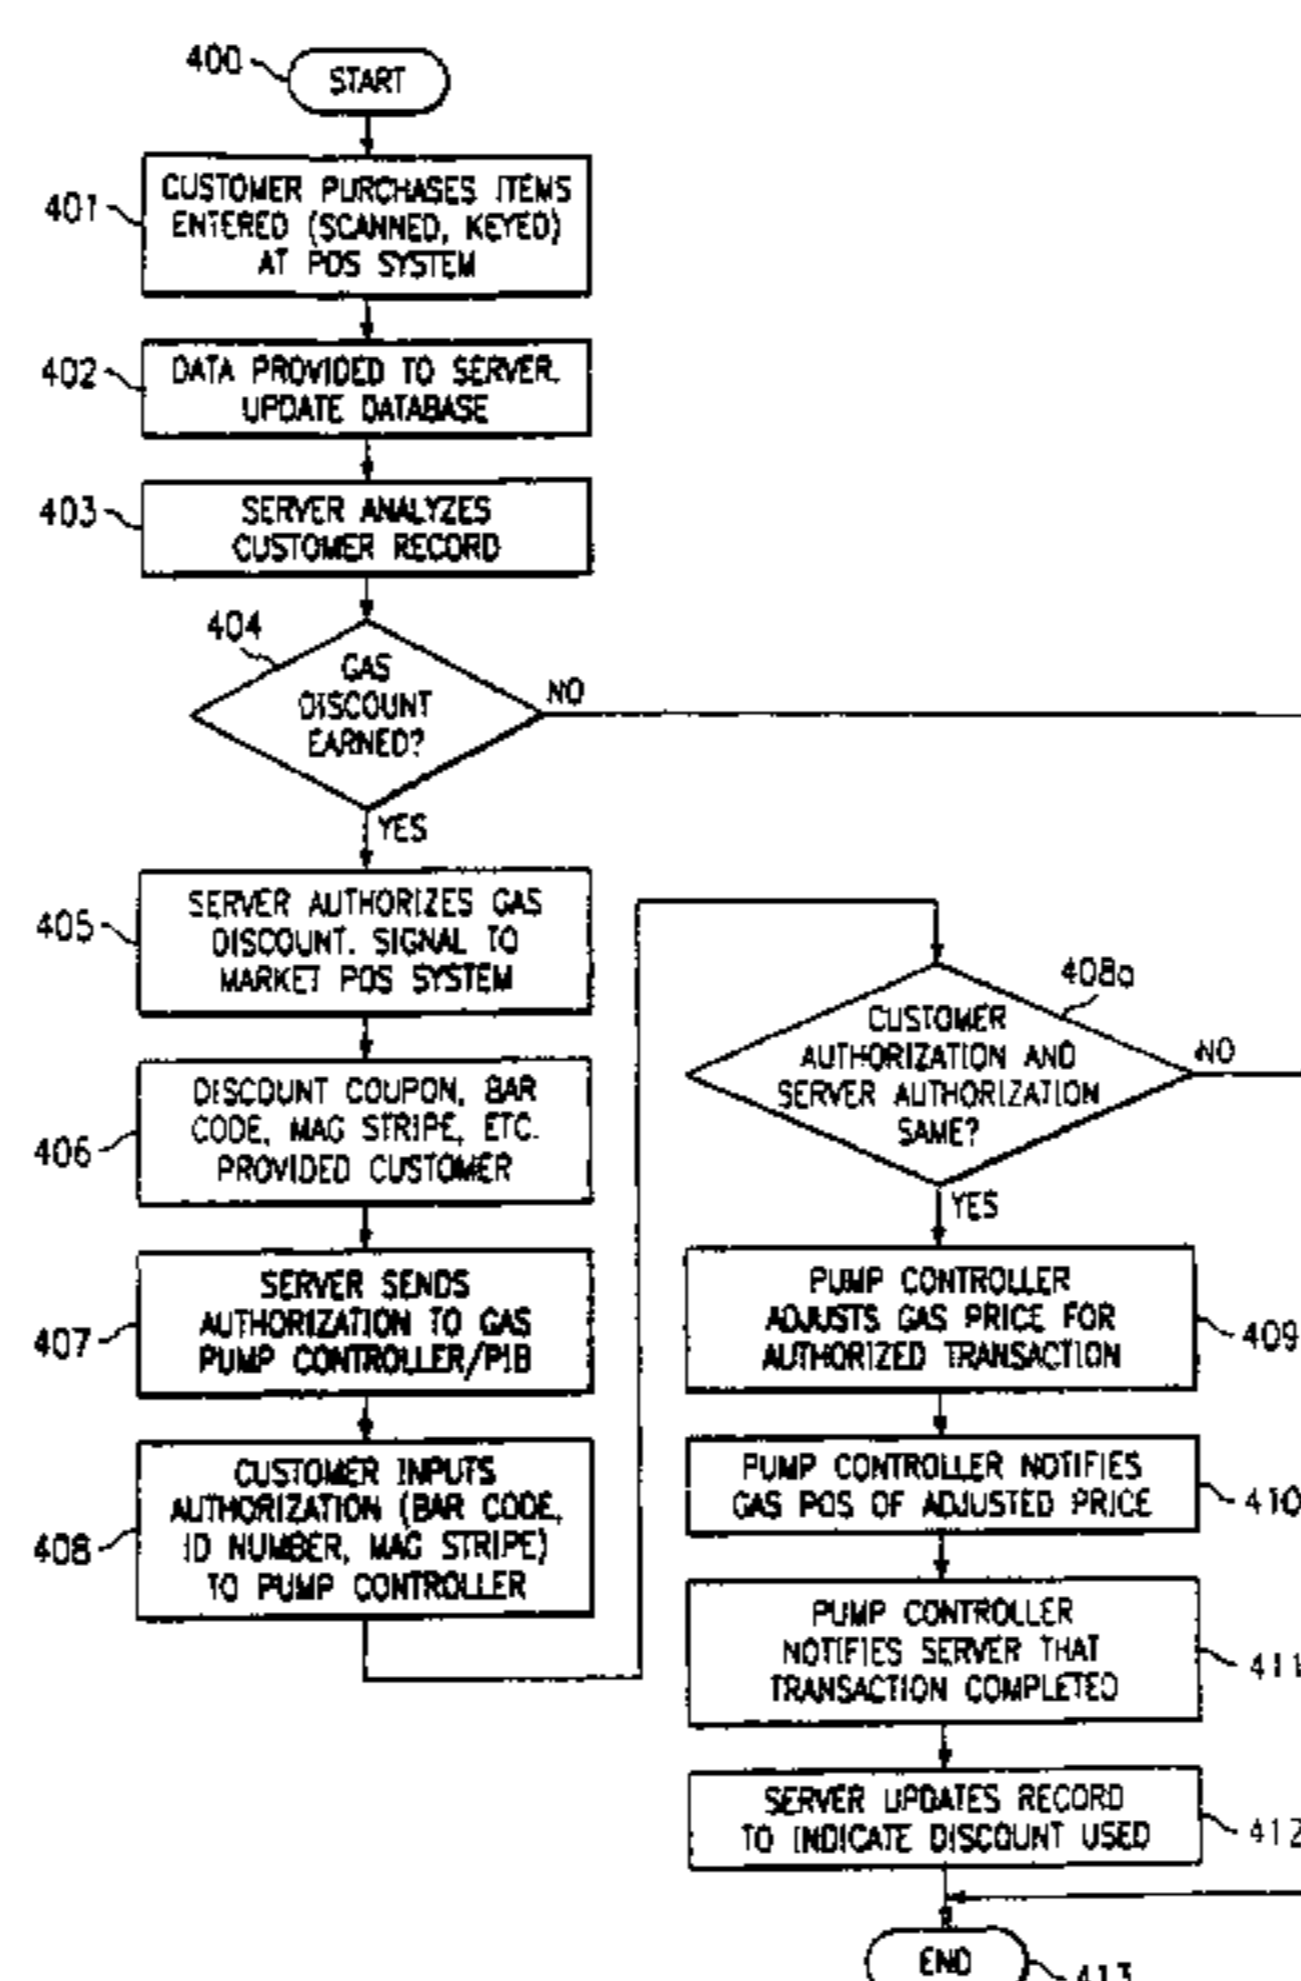 400
START
401
CUSTOMER PURCHASES ITEMS
ENTERED (SCANNED, KEYED)
AT POS SYSTEM
402
DATA PROVIDED TO SERVER.
UPDATE DATABASE
403
SERVER ANALYZES
CUSTOMER RECORD
404
GAS
DISCOUNT
EARNED?
NO
YES
405
SERVER AUTHORIZES GAS
DISCOUNT. SIGNAL TO
MARKET POS SYSTEM
406
DISCOUNT COUPON, BAR
CODE, MAG STRIPE, ETC.
PROVIDED CUSTOMER
407
SERVER SENDS
AUTHORIZATION TO GAS
PUMP CONTROLLER/PIB
408
CUSTOMER INPUTS
AUTHORIZATION (BAR CODE,
ID NUMBER, MAG STRIPE)
TO PUMP CONTROLLER
408a
CUSTOMER
AUTHORIZATION AND
SERVER AUTHORIZATION
SAME?
NO
YES
PUMP CONTROLLER
ADJUSTS GAS PRICE FOR
AUTHORIZED TRANSACTION
409
PUMP CONTROLLER NOTIFIES
GAS POS OF ADJUSTED PRICE
410
PUMP CONTROLLER
NOTIFIES SERVER THAT
TRANSACTION COMPLETED
411
SERVER UPDATES RECORD
TO INDICATE DISCOUNT USED
412
END
413